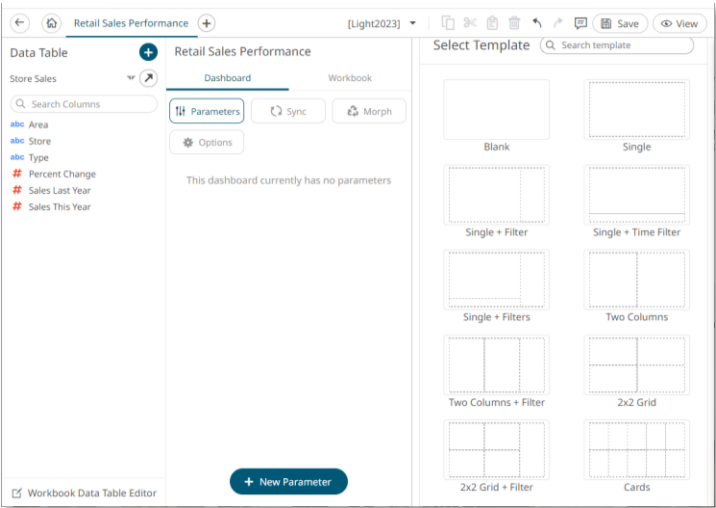 Retail Sales Performance
[Light2023]
Save
View
Data Table
Store Sales
Search Columns
abc Area
abc Store
abc Type
# Percent Change
# Sales Last Year
# Sales This Year
Workbook Data Table Editor
Retail Sales Performance
Dashboard
Workbook
Parameters
Sync
Morph
Options
This dashboard currently has no parameters
+ New Parameter
Select Template
Search template
Blank
Single
Single + Filter
Single + Time Filter
Single + Filters
Two Columns
Two Columns + Filter
2x2 Grid
2x2 Grid + Filter
Cards